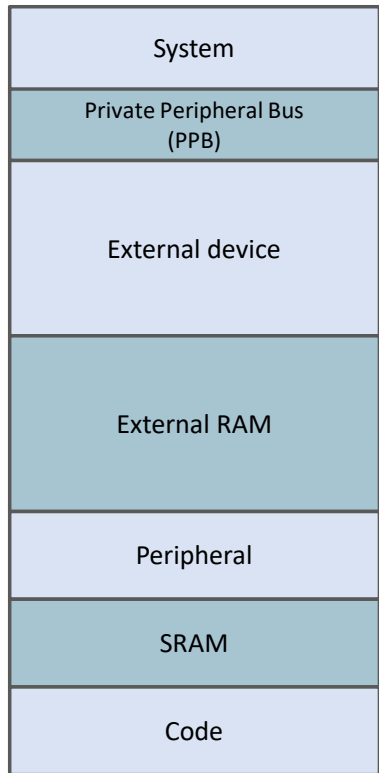 System
Private Peripheral Bus
(PPB)
External device
External RAM
Peripheral
SRAM
Code